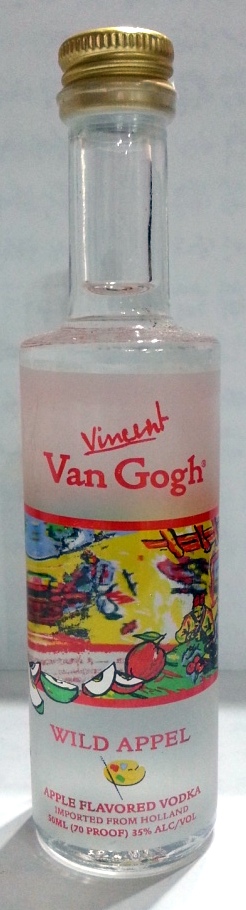 Vincent
Van Gogh®
WILD APPEL
APPLE FLAVORED VODKA
IMPORTED FROM HOLLAND
50ML (70 PROOF) 35% ALC/VOL